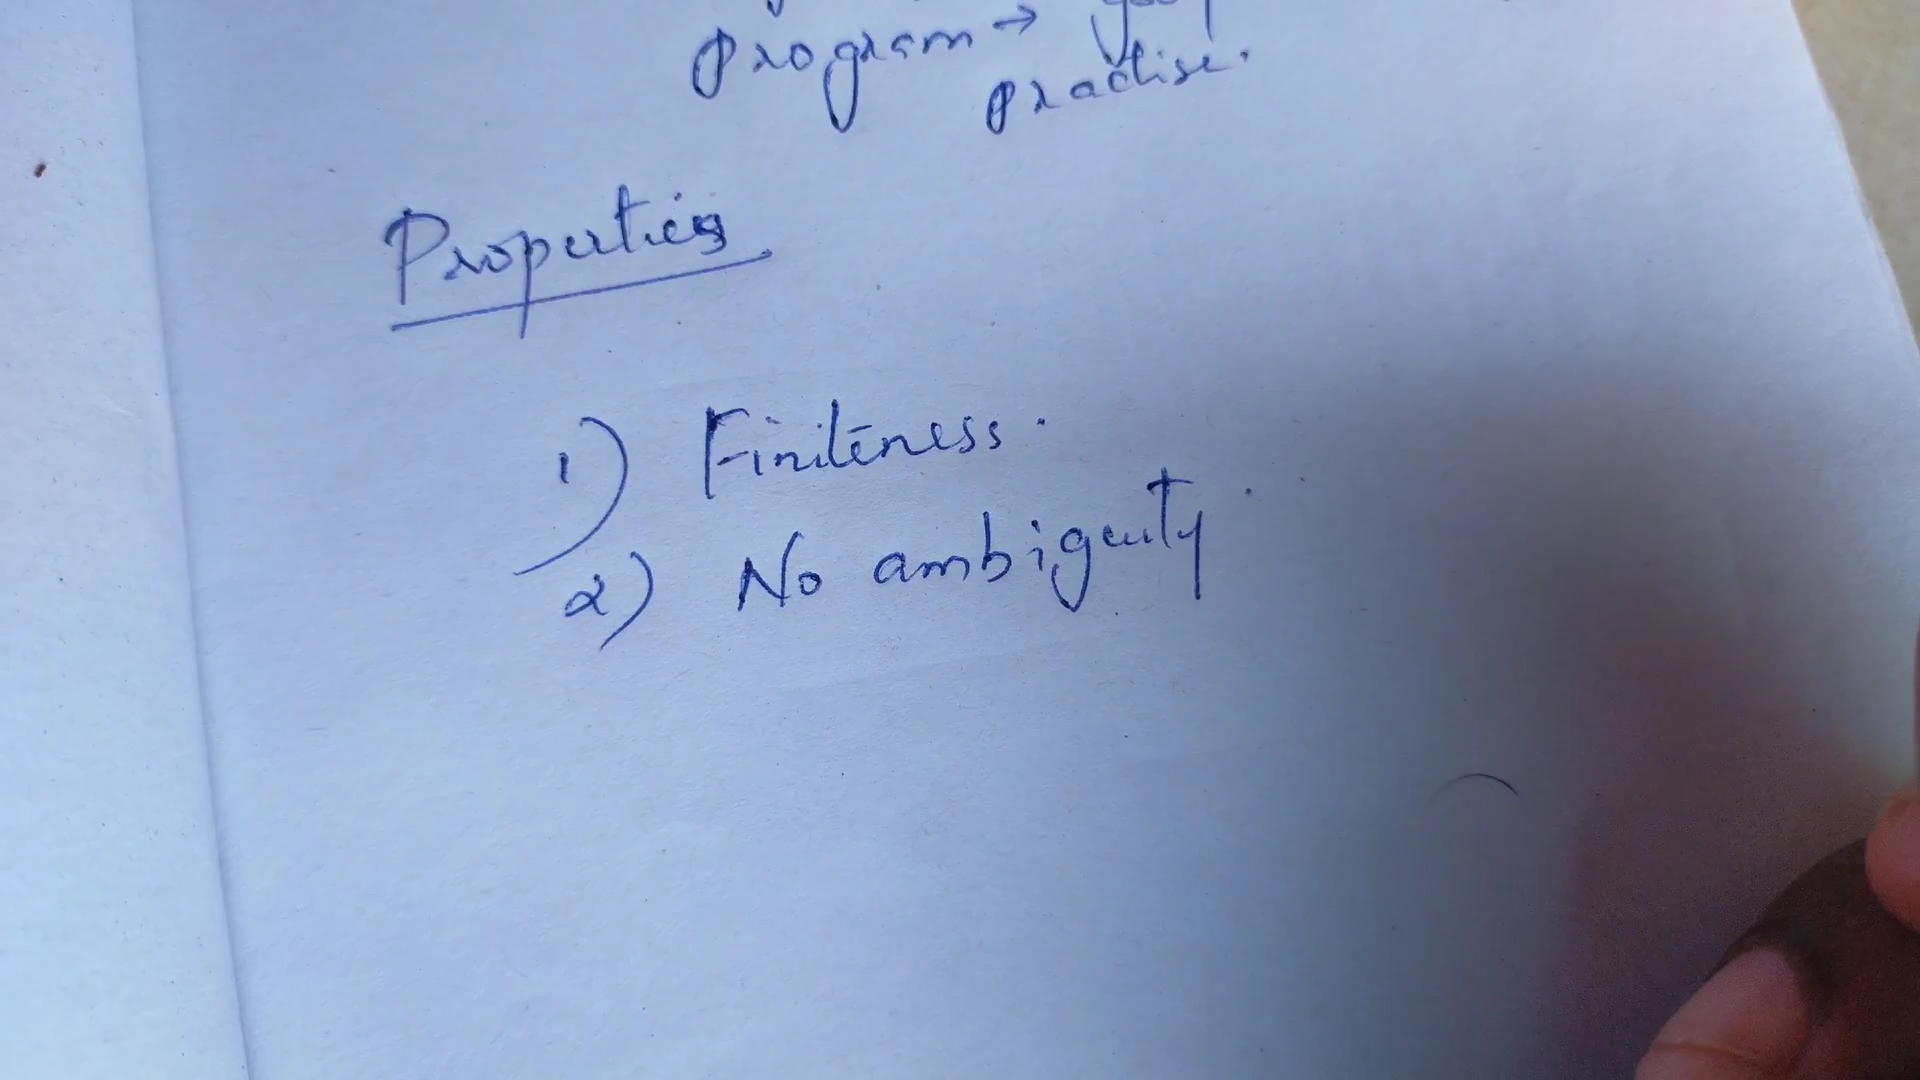 program →
practise.
Properties
1) Finiteness.
2) No ambiguity.